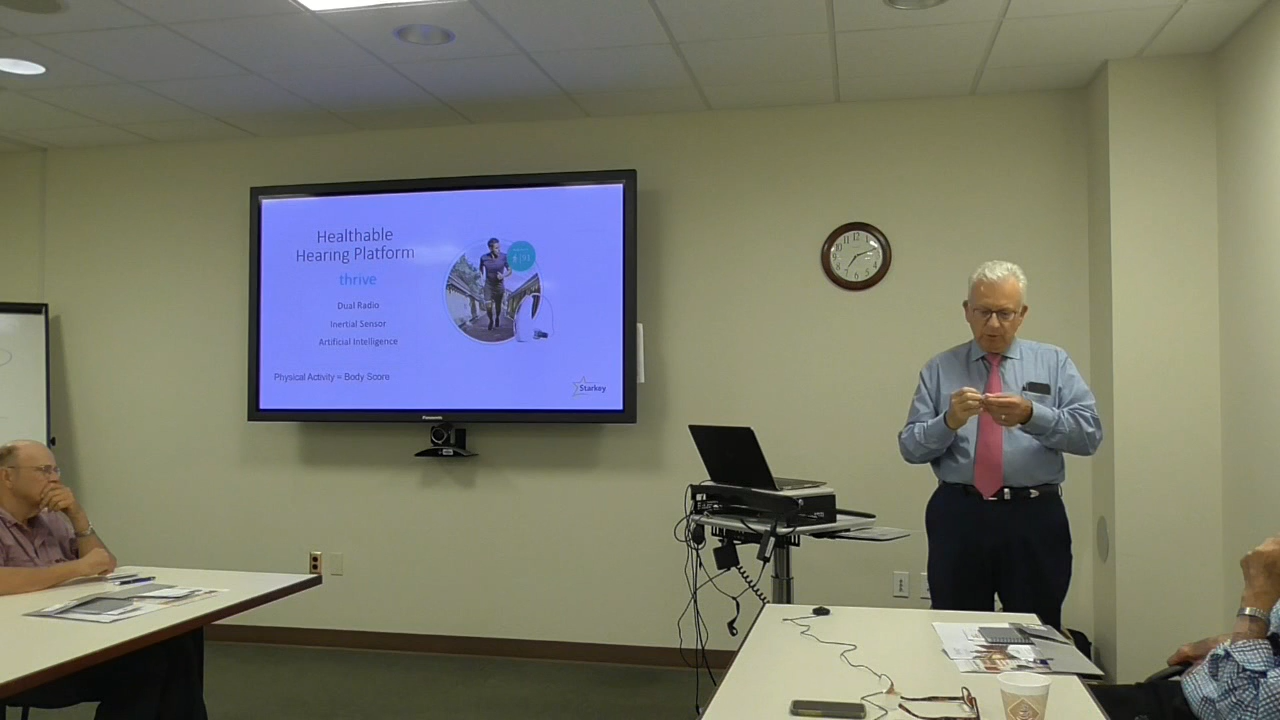 Healthable
Hearing Platform
thrive
Dual Radio
Inertial Sensor
Artificial Intelligence
Physical Activity = Body Score
Starkey
Panasonic